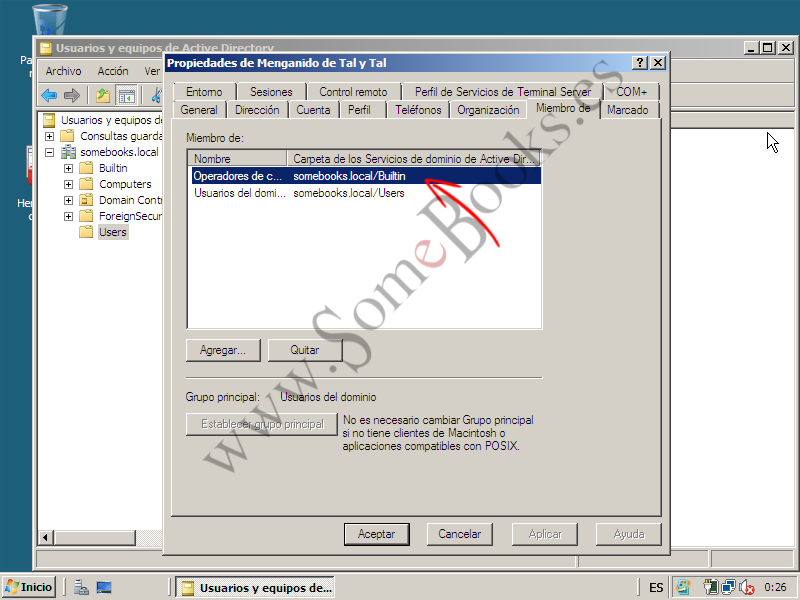 Usuarios y equipos de Active Directory
Archivo Acción Ver
Propiedades de Menganido de Tal y Tal
Entorno Sesiones Control remoto Perfil de Servicios de Terminal Server COM+
General Dirección Cuenta Perfil Teléfonos Organización Miembro de Marcado
Usuarios y equipos de
Consultas guarda
somebooks.local
Builtin
Computers
Domain Contr
ForeignSecur
Users
Miembro de:
Nombre Carpeta de los Servicios de dominio de Active Dir...
Operadores de c... somebooks.local/Builtin
Usuarios del domi... somebooks.local/Users
Agregar... Quitar
Grupo principal: Usuarios del dominio
Establecer grupo principal
No es necesario cambiar Grupo principal
si no tiene clientes de Macintosh o
aplicaciones compatibles con POSIX.
Aceptar Cancelar Aplicar Ayuda
www.SomeBooks.es
Inicio Usuarios y equipos de... ES 0:26